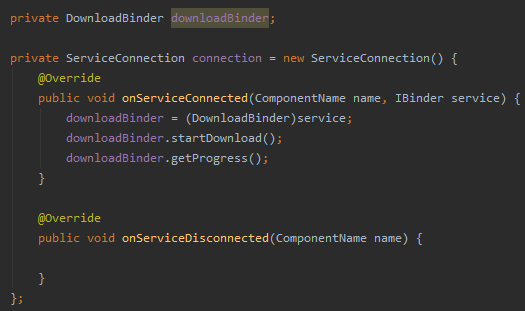 private DownloadBinder downloadBinder;
private ServiceConnection connection = new ServiceConnection() {
@Override
public void onServiceConnected(ComponentName name, IBinder service) {
downloadBinder = (DownloadBinder)service;
downloadBinder.startDownload();
downloadBinder.getProgress();
}
@Override
public void onServiceDisconnected(ComponentName name) {
}
};